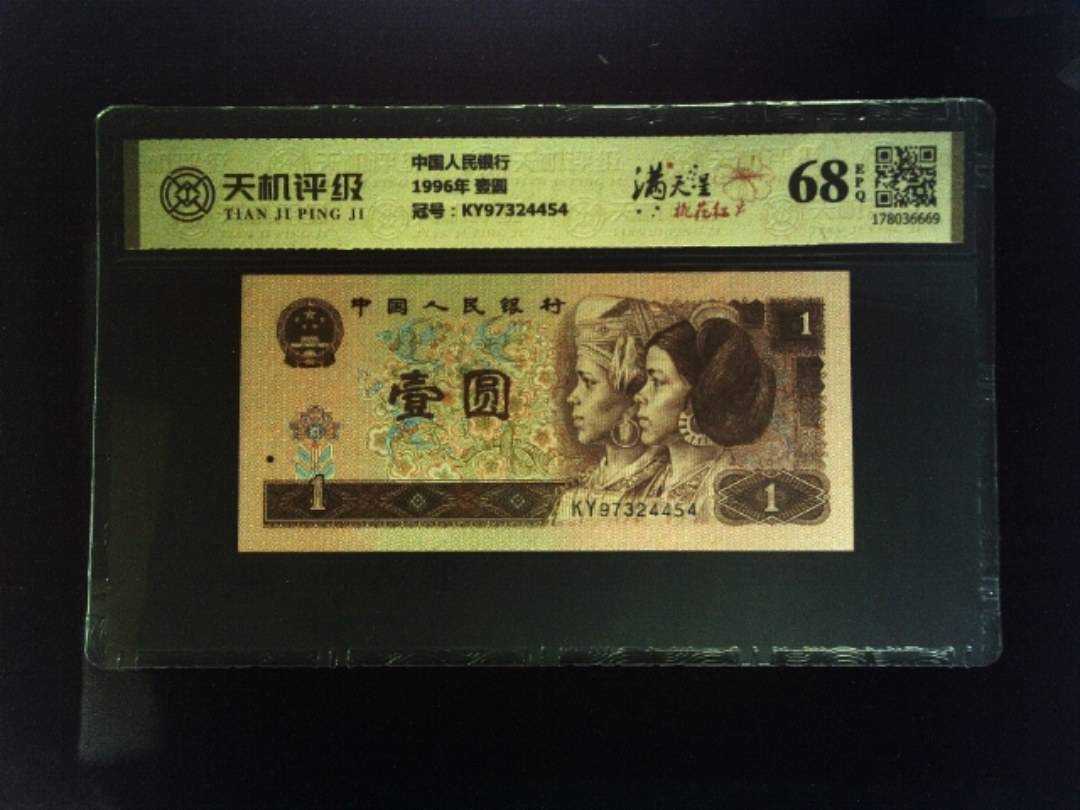 天机评级
TIAN JI PING JI
中国人民银行
1996年 壹圆
冠号：KY97324454
满天星
桃花红
68
EPQ
178036669
中国人民银行
1
壹圆
1
KY97324454
1